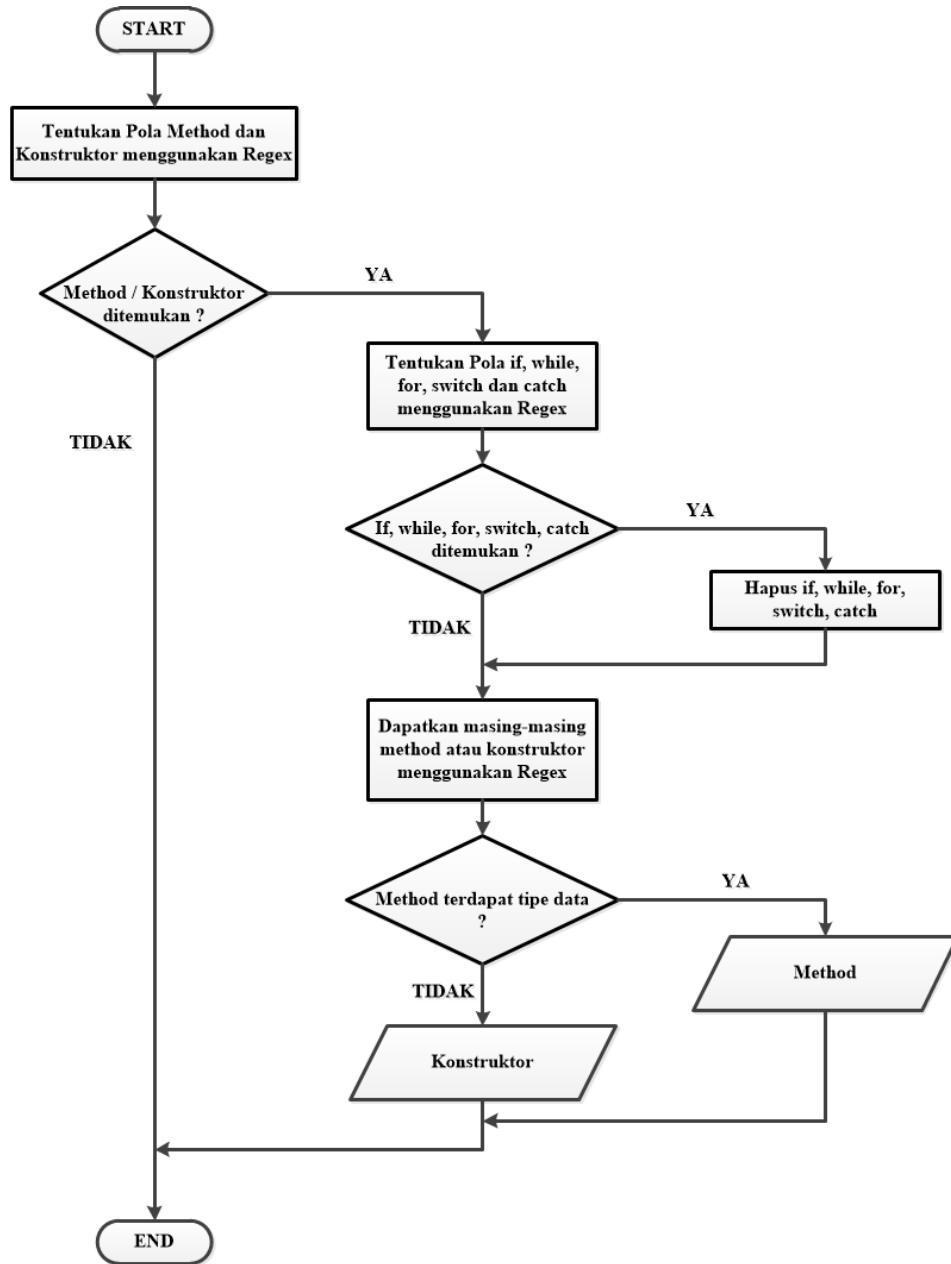 START
Tentukan Pola Method dan
Konstruktor menggunakan Regex
Method / Konstruktor
ditemukan ?
YA
TIDAK
Tentukan Pola if, while,
for, switch dan catch
menggunakan Regex
If, while, for, switch, catch
ditemukan ?
YA
Hapus if, while, for,
switch, catch
TIDAK
Dapatkan masing-masing
method atau konstruktor
menggunakan Regex
Method terdapat tipe data
?
YA
Method
TIDAK
Konstruktor
END